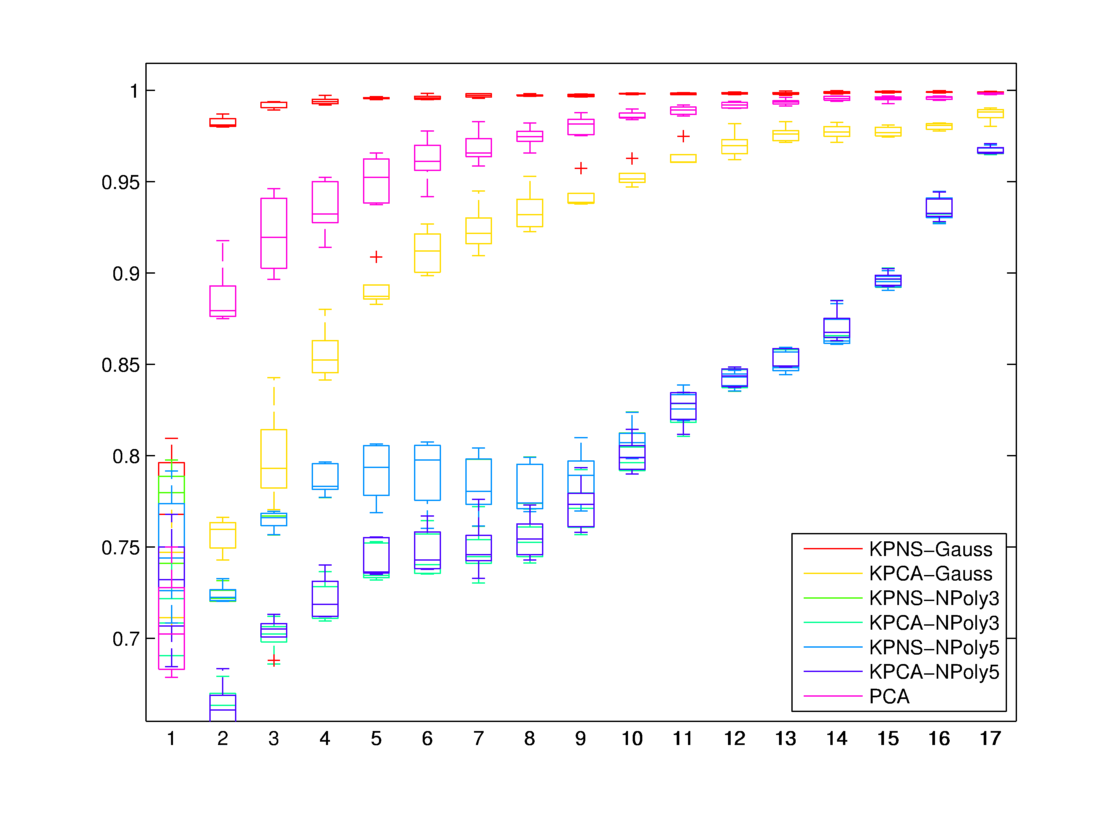 1
0.95
0.9
0.85
0.8
0.75
0.7
KPNS-Gauss
KPCA-Gauss
KPNS-NPoly3
KPCA-NPoly3
KPNS-NPoly5
KPCA-NPoly5
PCA
1 2 3 4 5 6 7 8 9 10 11 12 13 14 15 16 17